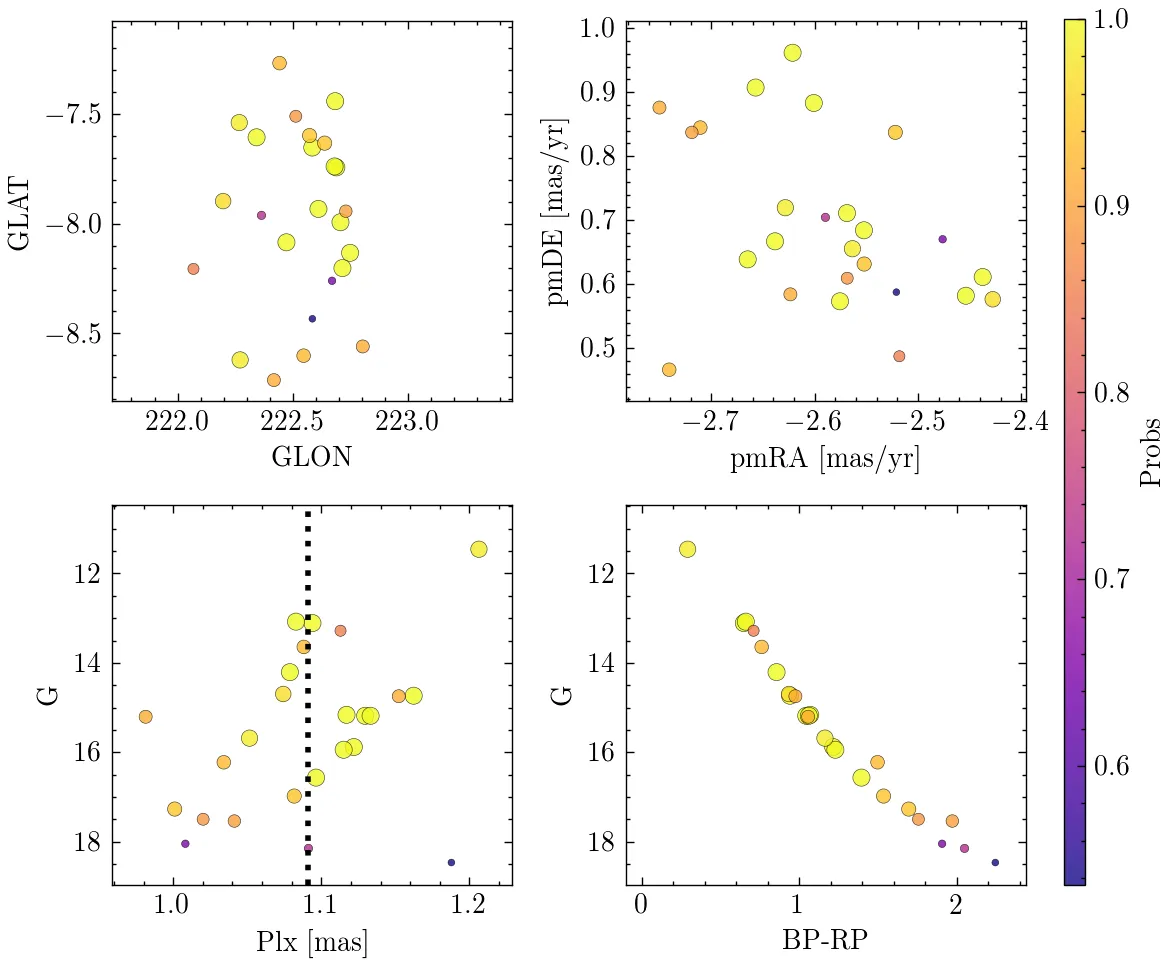 −7.5
−8.0
−8.5
GLAT
222.0 222.5 223.0
GLON
1.0
0.9
0.8
0.7
0.6
0.5
pmDE [mas/yr]
−2.7 −2.6 −2.5 −2.4
pmRA [mas/yr]
12
14
16
18
G
1.0 1.1 1.2
Plx [mas]
12
14
16
18
G
0 1 2
BP-RP
1.0
0.9
0.8
0.7
0.6
Probs